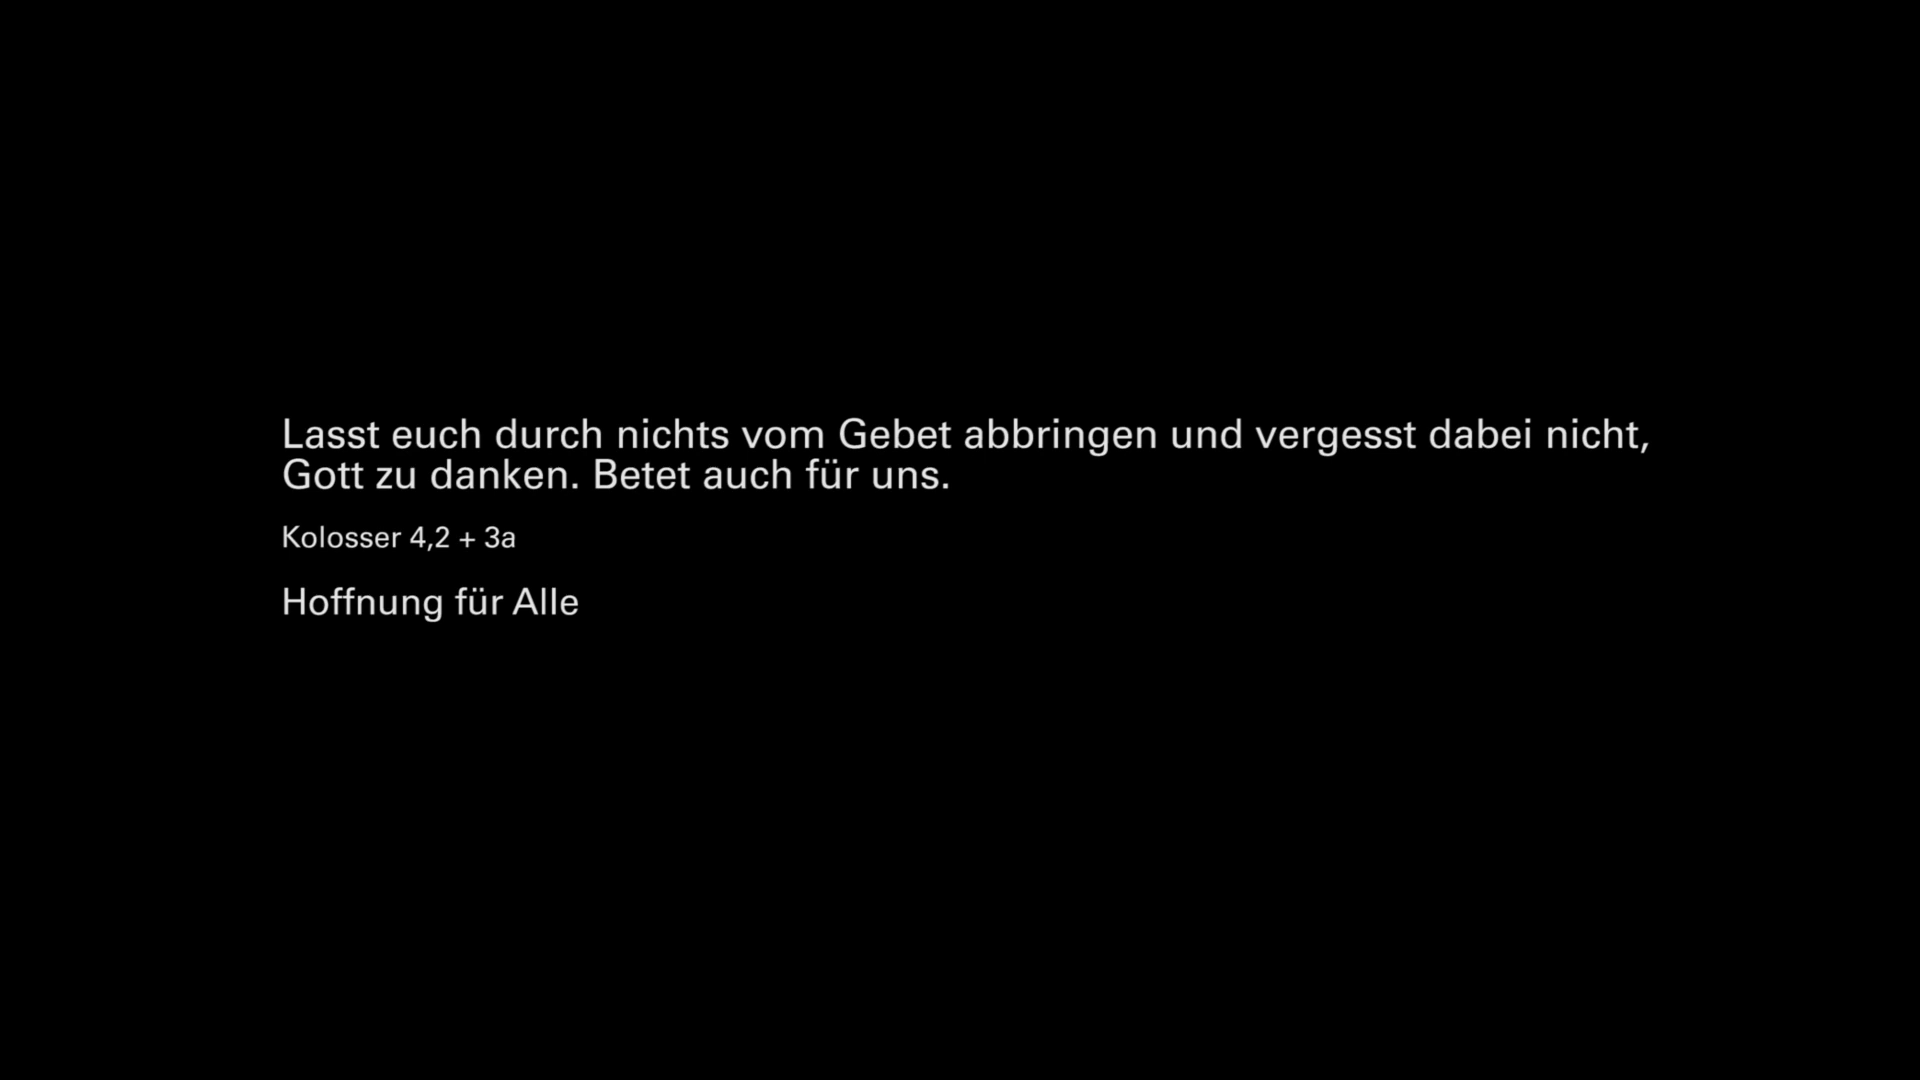 Lasst euch durch nichts vom Gebet abbringen und vergesst dabei nicht,
Gott zu danken. Betet auch für uns.
Kolosser 4,2 + 3a
Hoffnung für Alle